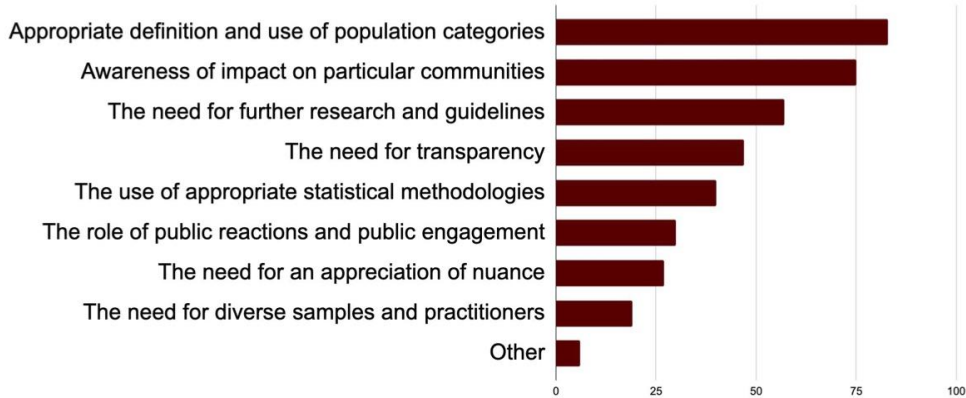 Appropriate definition and use of population categories
Awareness of impact on particular communities
The need for further research and guidelines
The need for transparency
The use of appropriate statistical methodologies
The role of public reactions and public engagement
The need for an appreciation of nuance
The need for diverse samples and practitioners
Other
0 25 50 75 100